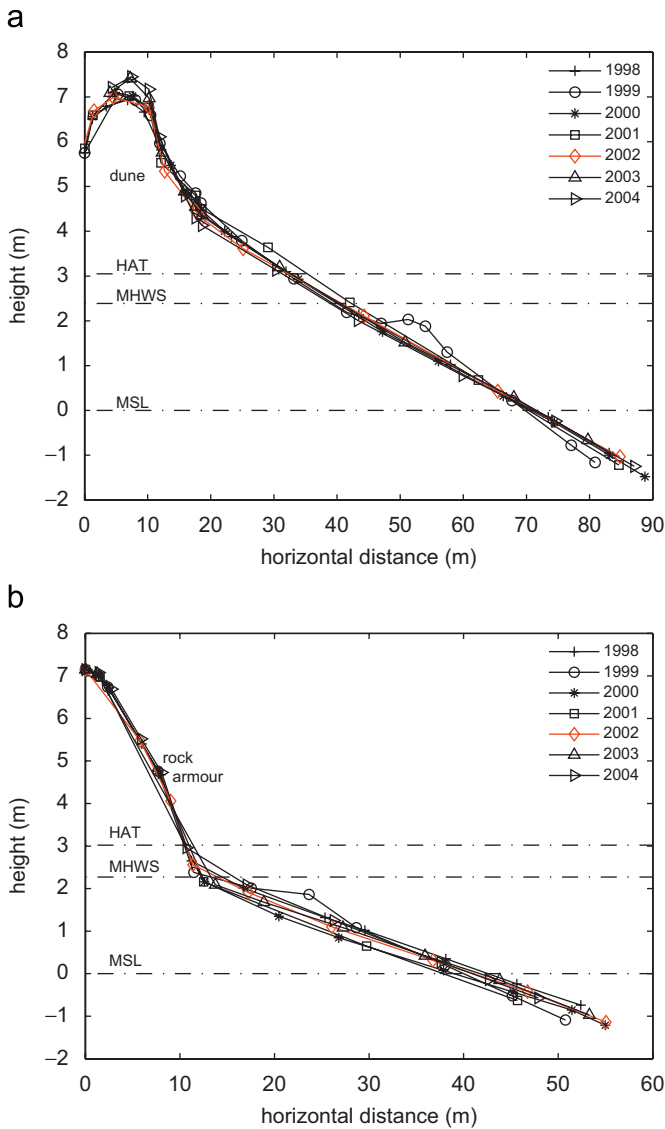 a
8
7
6
5
4
3
2
1
0
–1
–2
height (m)
1998
1999
2000
2001
2002
2003
2004
dune
HAT
MHWS
MSL
0 10 20 30 40 50 60 70 80 90
horizontal distance (m)
b
8
7
6
5
4
3
2
1
0
–1
–2
height (m)
1998
1999
2000
2001
2002
2003
2004
rock
armour
HAT
MHWS
MSL
0 10 20 30 40 50 60
horizontal distance (m)